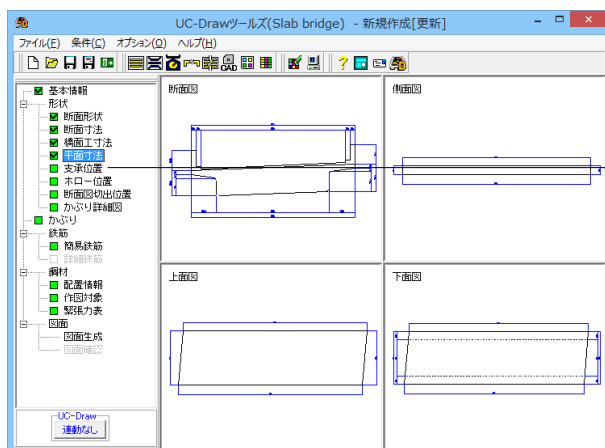 UC-Drawツールズ(Slab bridge) - 新規作成[更新]
ファイル(F) 条件(C) オプション(O) ヘルプ(H)
CAD
基本情報
形状
断面形状
断面寸法
橋面工寸法
平面寸法
支承位置
ホロー位置
断面図切出位置
かぶり詳細図
かぶり
鉄筋
簡易鉄筋
詳細鉄筋
鋼材
配置情報
作図対象
緊張力表
図面
図面生成
図面確認
UC-Draw
連動なし
断面図
側面図
上面図
下面図